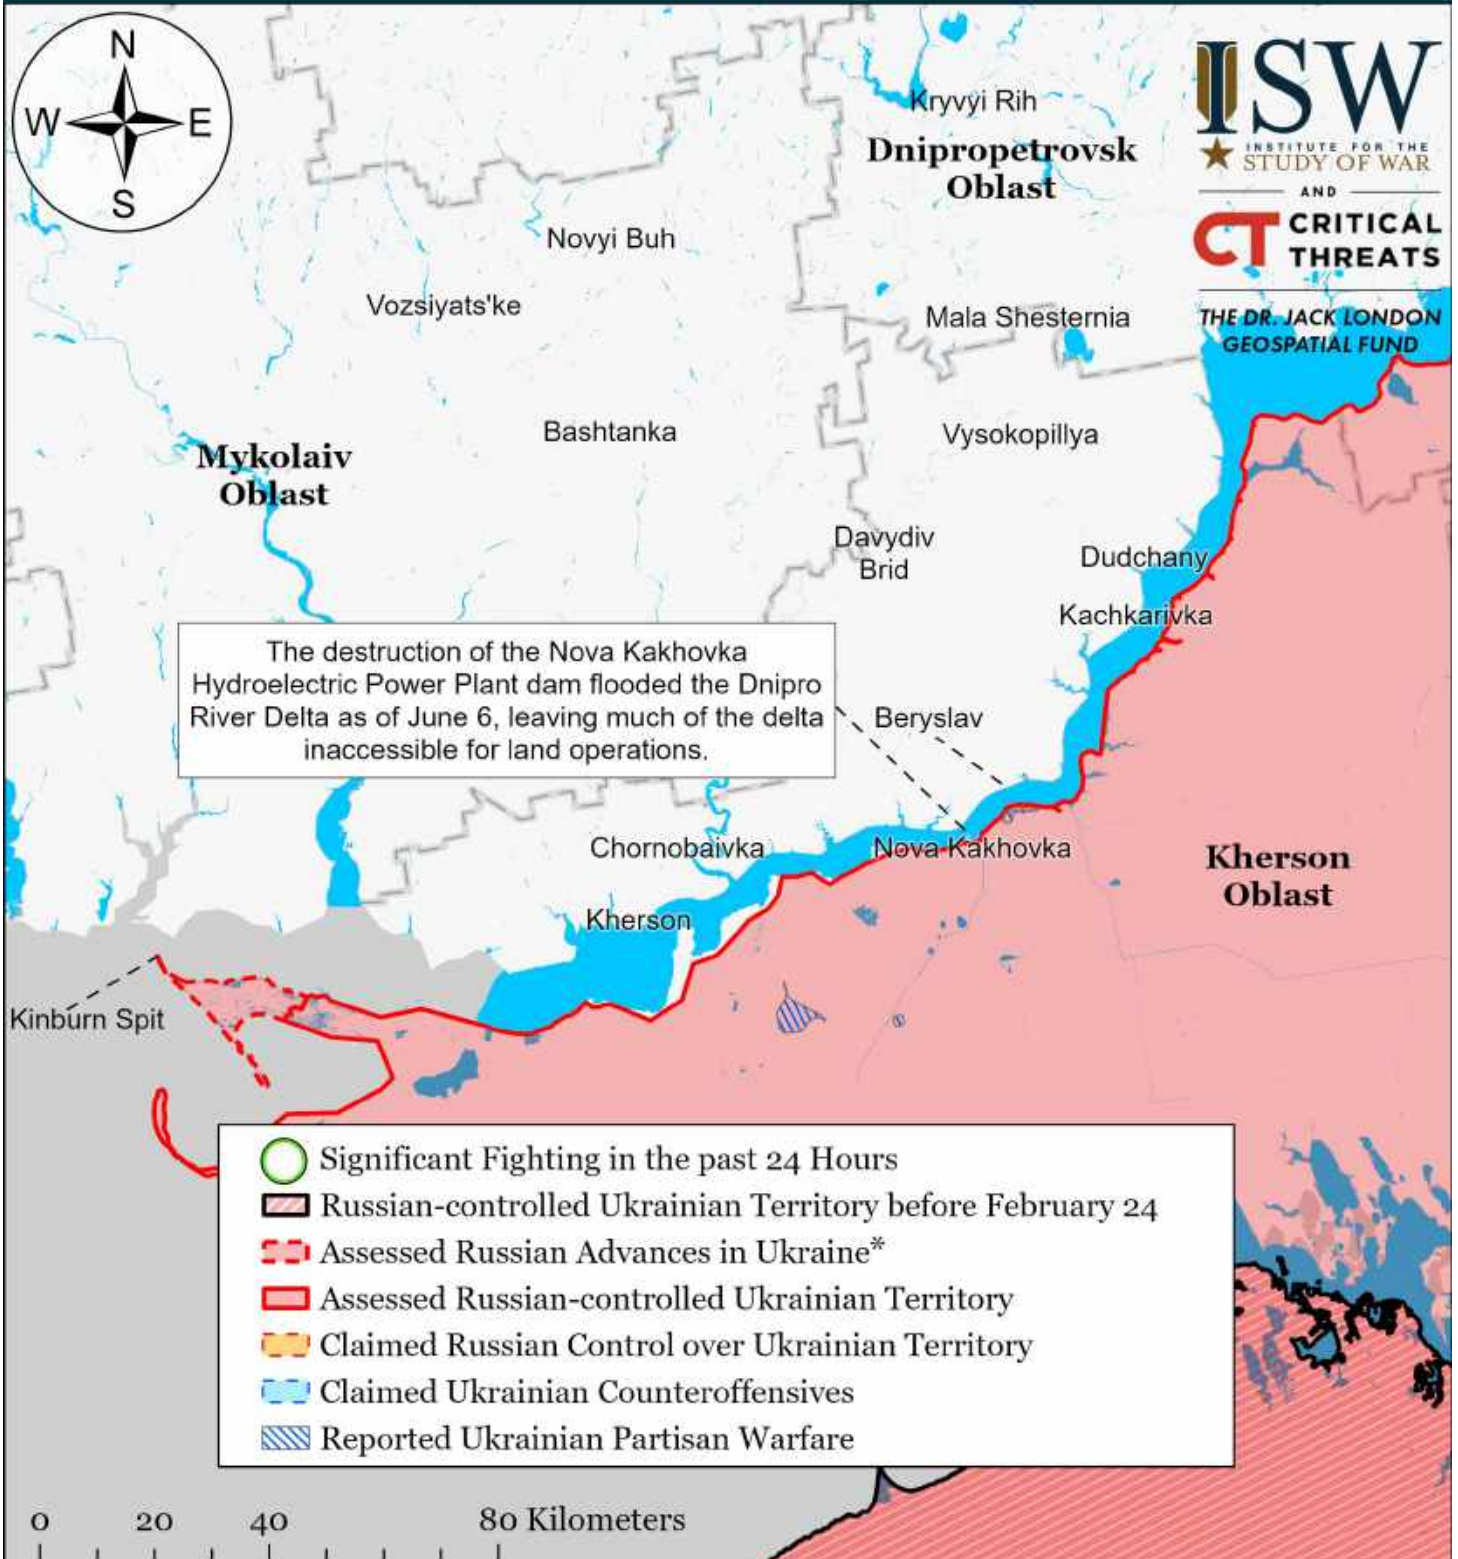 N
W E
S
Kryvyi Rih
Dnipropetrovsk
Oblast
ISW
INSTITUTE FOR THE
STUDY OF WAR
AND
CT CRITICAL
THREATS
THE DR. JACK LONDON
GEOSPATIAL FUND
Novyi Buh
Vozsiyats'ke
Mala Shesternia
Bashtanka
Vysokopillya
Mykolaiv
Oblast
Davydiv
Brid
Dudchany
Kachkarivka
The destruction of the Nova Kakhovka
Hydroelectric Power Plant dam flooded the Dnipro
River Delta as of June 6, leaving much of the delta
inaccessible for land operations.
Beryslav
Chornobaivka
Nova Kakhovka
Kherson
Oblast
Kherson
Kinburn Spit
Significant Fighting in the past 24 Hours
Russian-controlled Ukrainian Territory before February 24
Assessed Russian Advances in Ukraine*
Assessed Russian-controlled Ukrainian Territory
Claimed Russian Control over Ukrainian Territory
Claimed Ukrainian Counteroffensives
Reported Ukrainian Partisan Warfare
0 20 40 80 Kilometers